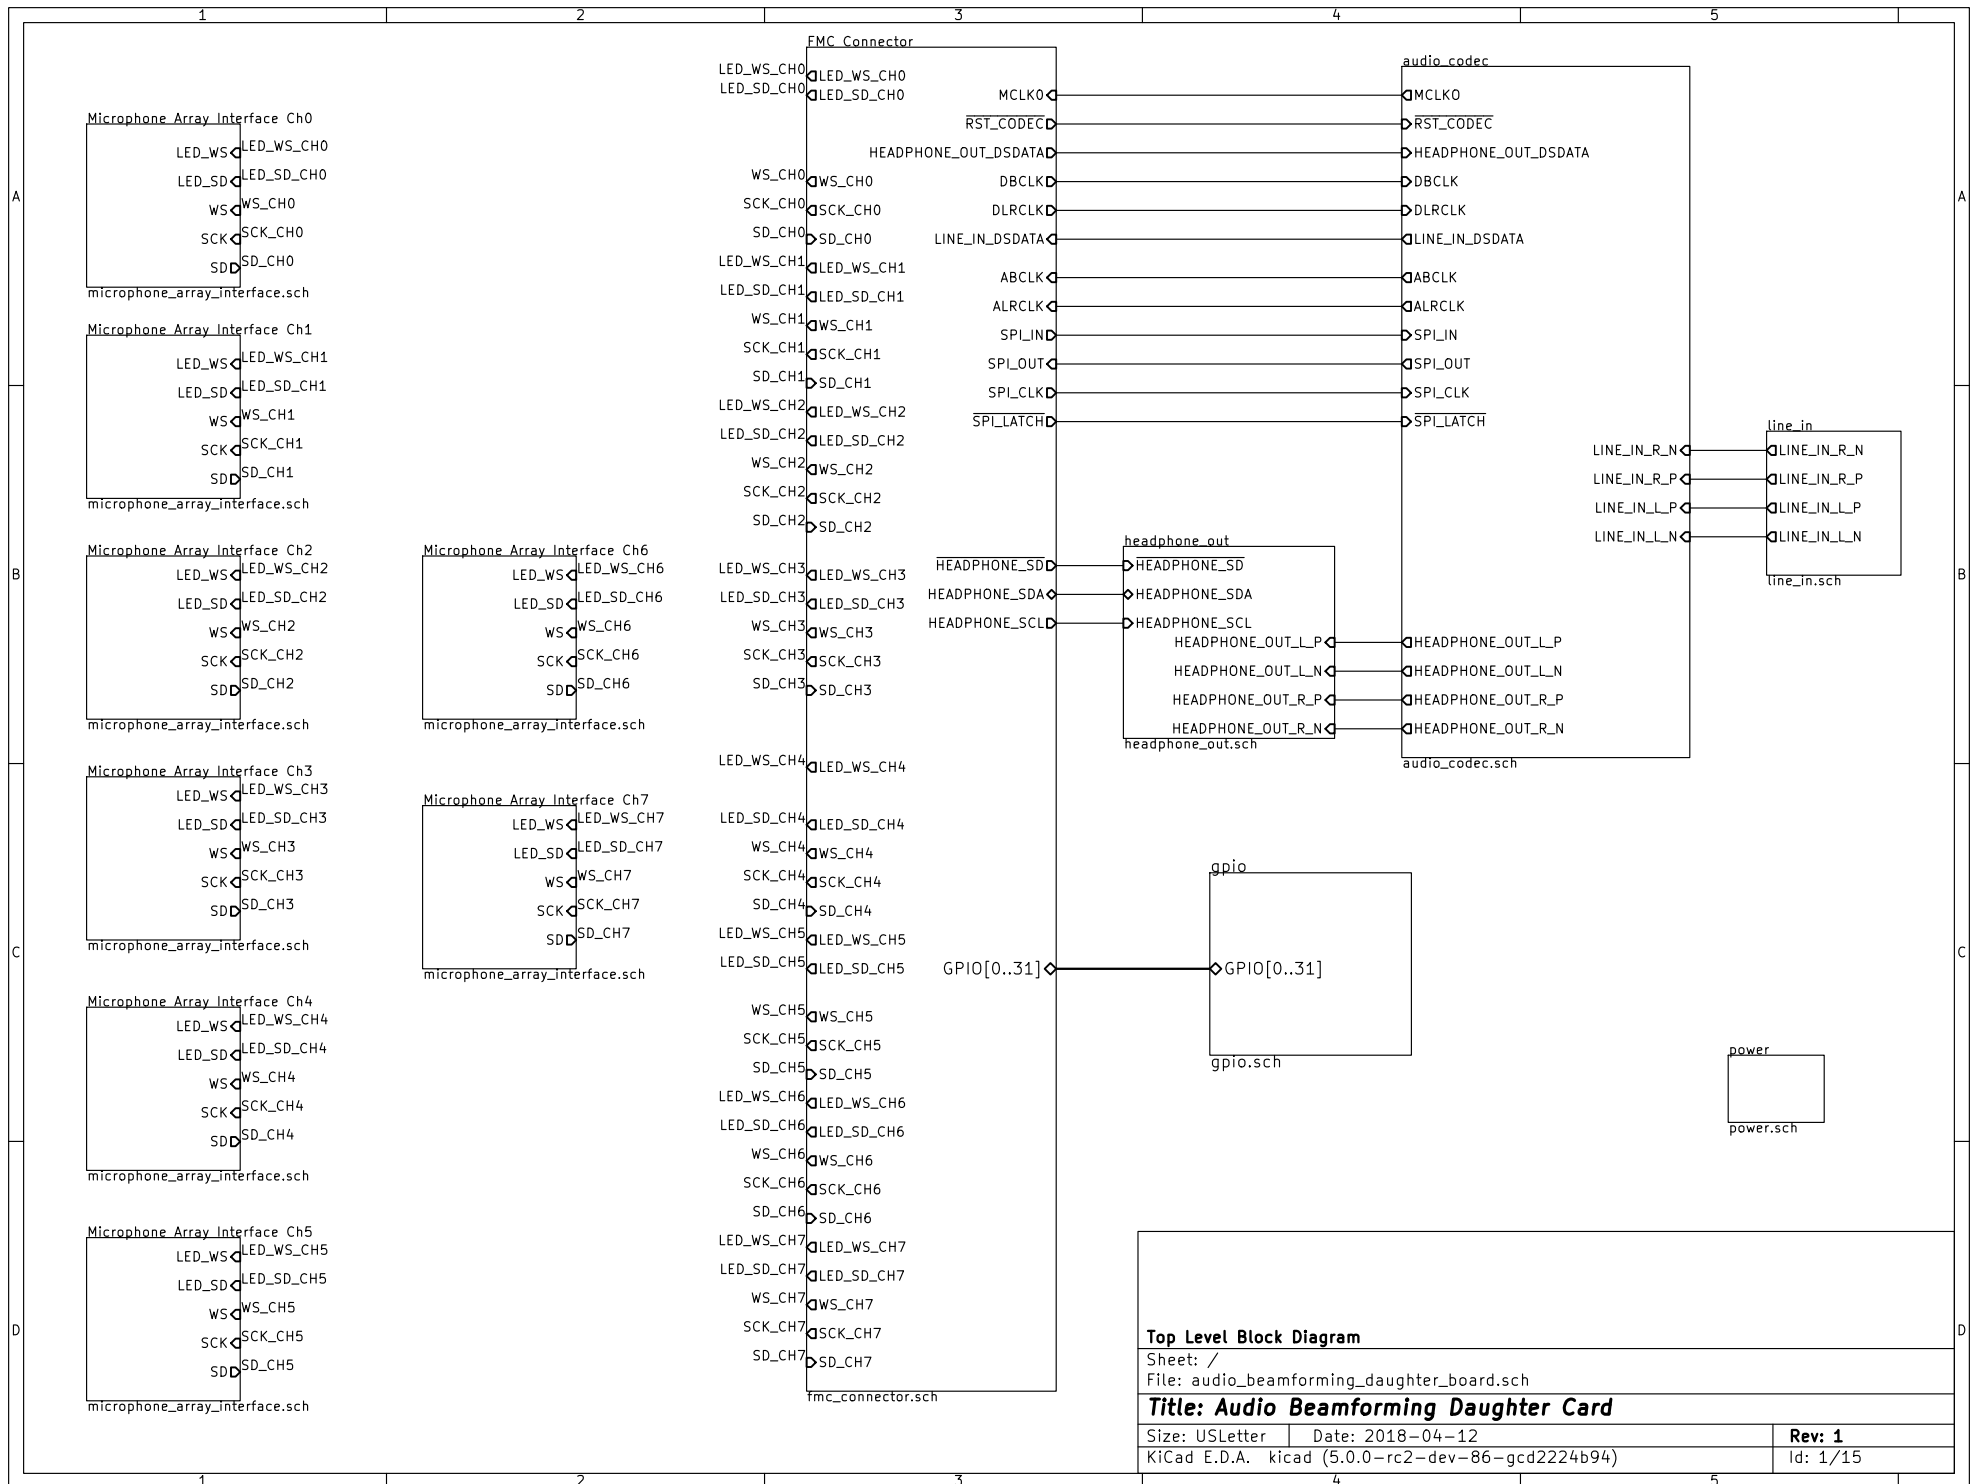 1 2 3 4 5
A
B
C
D
Microphone Array Interface Ch0
LED_WS LED_WS_CH0
LED_SD LED_SD_CH0
WS WS_CH0
SCK SCK_CH0
SD SD_CH0
microphone_array_interface.sch
Microphone Array Interface Ch1
LED_WS LED_WS_CH1
LED_SD LED_SD_CH1
WS WS_CH1
SCK SCK_CH1
SD SD_CH1
microphone_array_interface.sch
Microphone Array Interface Ch2
LED_WS LED_WS_CH2
LED_SD LED_SD_CH2
WS WS_CH2
SCK SCK_CH2
SD SD_CH2
microphone_array_interface.sch
Microphone Array Interface Ch3
LED_WS LED_WS_CH3
LED_SD LED_SD_CH3
WS WS_CH3
SCK SCK_CH3
SD SD_CH3
microphone_array_interface.sch
Microphone Array Interface Ch4
LED_WS LED_WS_CH4
LED_SD LED_SD_CH4
WS WS_CH4
SCK SCK_CH4
SD SD_CH4
microphone_array_interface.sch
Microphone Array Interface Ch5
LED_WS LED_WS_CH5
LED_SD LED_SD_CH5
WS WS_CH5
SCK SCK_CH5
SD SD_CH5
microphone_array_interface.sch
Microphone Array Interface Ch6
LED_WS LED_WS_CH6
LED_SD LED_SD_CH6
WS WS_CH6
SCK SCK_CH6
SD SD_CH6
microphone_array_interface.sch
Microphone Array Interface Ch7
LED_WS LED_WS_CH7
LED_SD LED_SD_CH7
WS WS_CH7
SCK SCK_CH7
SD SD_CH7
microphone_array_interface.sch
FMC Connector
LED_WS_CH0 LED_WS_CH0
LED_SD_CH0 LED_SD_CH0
WS_CH0 WS_CH0
SCK_CH0 SCK_CH0
SD_CH0 SD_CH0
LED_WS_CH1 LED_WS_CH1
LED_SD_CH1 LED_SD_CH1
WS_CH1 WS_CH1
SCK_CH1 SCK_CH1
SD_CH1 SD_CH1
LED_WS_CH2 LED_WS_CH2
LED_SD_CH2 LED_SD_CH2
WS_CH2 WS_CH2
SCK_CH2 SCK_CH2
SD_CH2 SD_CH2
LED_WS_CH3 LED_WS_CH3
LED_SD_CH3 LED_SD_CH3
WS_CH3 WS_CH3
SCK_CH3 SCK_CH3
SD_CH3 SD_CH3
LED_WS_CH4 LED_WS_CH4
LED_SD_CH4 LED_SD_CH4
WS_CH4 WS_CH4
SCK_CH4 SCK_CH4
SD_CH4 SD_CH4
LED_WS_CH5 LED_WS_CH5
LED_SD_CH5 LED_SD_CH5
WS_CH5 WS_CH5
SCK_CH5 SCK_CH5
SD_CH5 SD_CH5
LED_WS_CH6 LED_WS_CH6
LED_SD_CH6 LED_SD_CH6
WS_CH6 WS_CH6
SCK_CH6 SCK_CH6
SD_CH6 SD_CH6
LED_WS_CH7 LED_WS_CH7
LED_SD_CH7 LED_SD_CH7
WS_CH7 WS_CH7
SCK_CH7 SCK_CH7
SD_CH7 SD_CH7
MCLKO
RST_CODEC
HEADPHONE_OUT_DSDATA
DBCLK
DLRCLK
LINE_IN_DSDATA
ABCLK
ALRCLK
SPI_IN
SPI_OUT
SPI_CLK
SPI_LATCH
HEADPHONE_SD
HEADPHONE_SDA
HEADPHONE_SCL
GPIO[0..31]
fmc_connector.sch
audio_codec
MCLKO
RST_CODEC
HEADPHONE_OUT_DSDATA
DBCLK
DLRCLK
LINE_IN_DSDATA
ABCLK
ALRCLK
SPI_IN
SPI_OUT
SPI_CLK
SPI_LATCH
LINE_IN_R_N
LINE_IN_R_P
LINE_IN_L_P
LINE_IN_L_N
HEADPHONE_OUT_L_P
HEADPHONE_OUT_L_N
HEADPHONE_OUT_R_P
HEADPHONE_OUT_R_N
audio_codec.sch
line_in
LINE_IN_R_N
LINE_IN_R_P
LINE_IN_L_P
LINE_IN_L_N
line_in.sch
headphone_out
HEADPHONE_SD
HEADPHONE_SDA
HEADPHONE_SCL
HEADPHONE_OUT_L_P
HEADPHONE_OUT_L_N
HEADPHONE_OUT_R_P
HEADPHONE_OUT_R_N
headphone_out.sch
gpio
GPIO[0..31]
gpio.sch
power
power.sch
A
B
C
D
Top Level Block Diagram
Sheet: /
File: audio_beamforming_daughter_board.sch
Title: Audio Beamforming Daughter Card
Size: USLetter Date: 2018-04-12 Rev: 1
KiCad E.D.A. kicad (5.0.0-rc2-dev-86-gcd2224b94) Id: 1/15
1 2 3 4 5